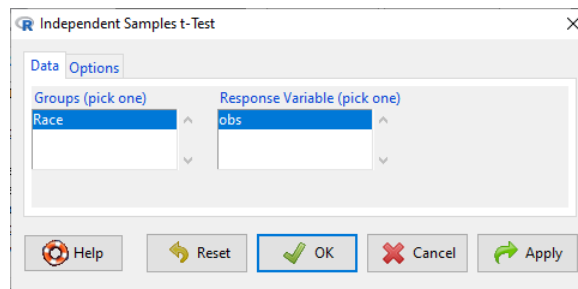 R Independent Samples t-Test
Data Options
Groups (pick one) Response Variable (pick one)
Race obs
Help Reset OK Cancel Apply